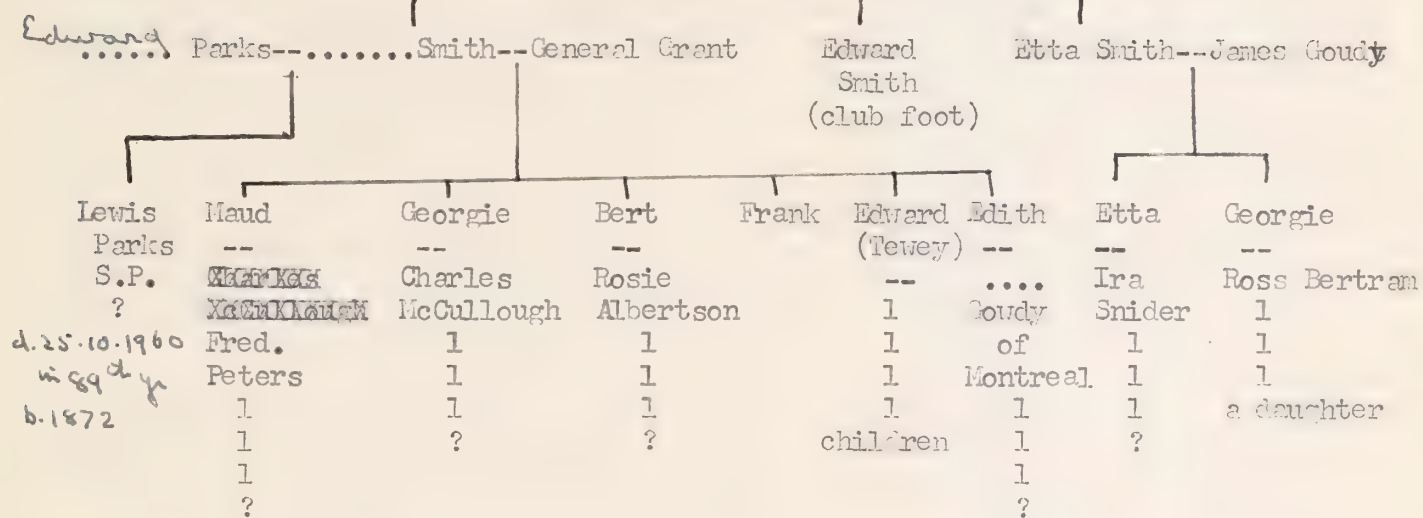 Edward
...... Parks--.......Smith--General Grant Edward Etta Smith--James Goudy
Smith
(club foot)
Lewis Maud Georgie Bert Frank Edward Edith Etta Georgie
Parks -- -- -- (Tewey) -- -- --
S.P. Charles Rosie -- .... Ira Ross Bertram
? McCullough Albertson 1 Goudy Snider 1
d.25.10.1960 Fred. 1 1 1 of 1 1
in 89th yr Peters 1 1 1 Montreal 1 1
b.1872 1 1 1 1 1 1 a daughter
1 ? ? children 1 ?
1 1
? ?